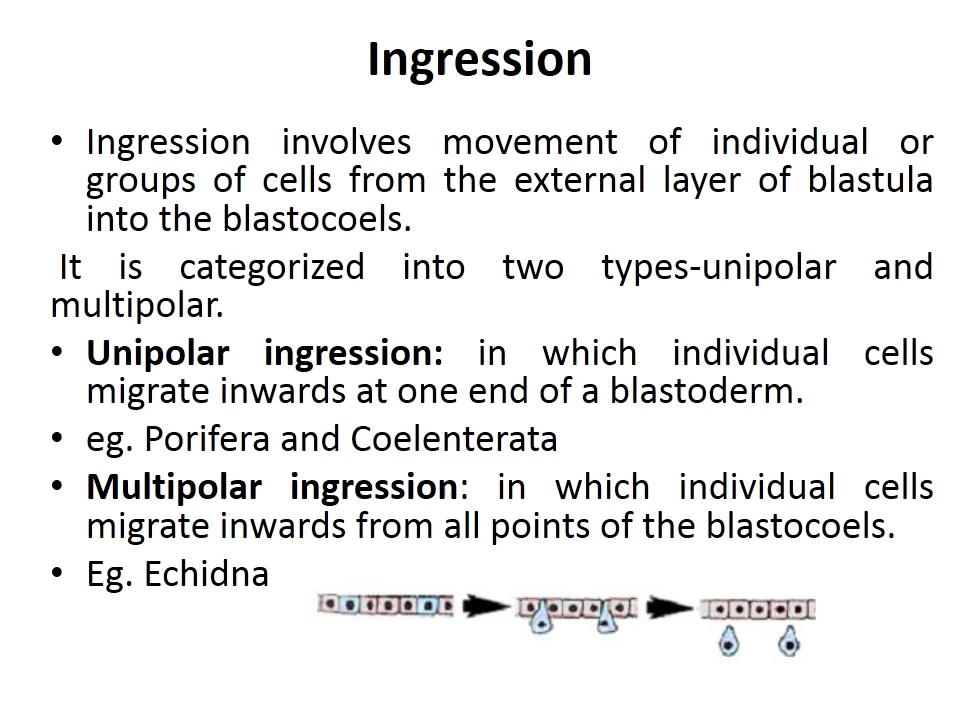 Ingression
• Ingression involves movement of individual or
groups of cells from the external layer of blastula
into the blastocoels.
It is categorized into two types-unipolar and
multipolar.
• Unipolar ingression: in which individual cells
migrate inwards at one end of a blastoderm.
• eg. Porifera and Coelenterata
• Multipolar ingression: in which individual cells
migrate inwards from all points of the blastocoels.
• Eg. Echidna